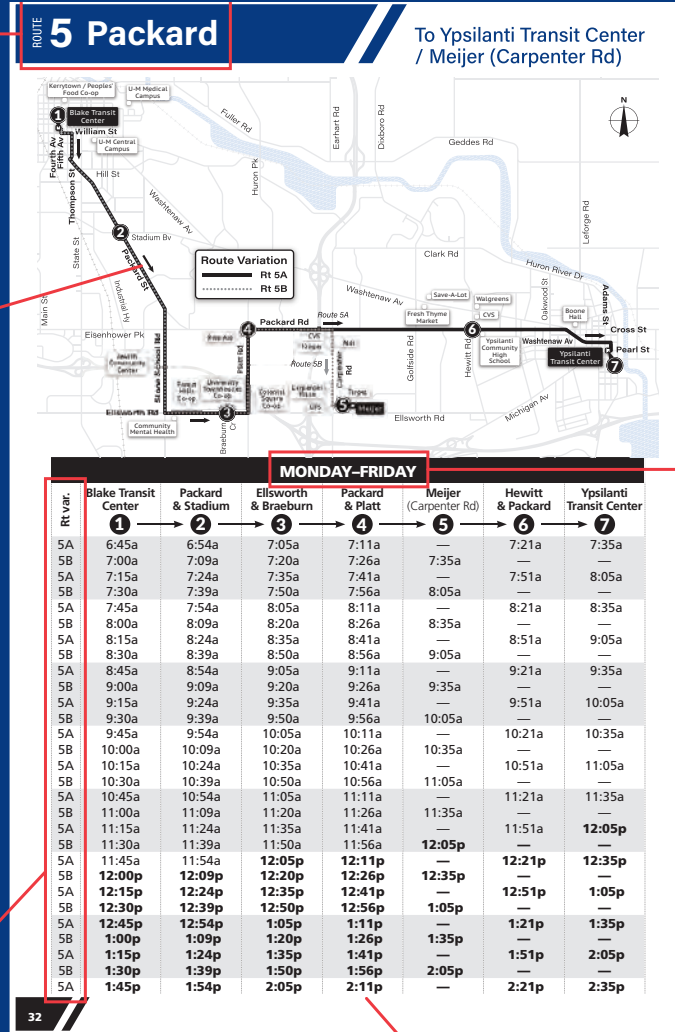 ROUTE 5 Packard
To Ypsilanti Transit Center
/ Meijer (Carpenter Rd)
Kerrytown / Peoples'
Food Co-op
U-M Medical
Campus
1
Blake Transit
Center
William St
Fourth Av
Fifth Av
U-M Central
Campus
Thompson St
Hill St
Fuller Rd
Huron Pk
Earhart Rd
Dixboro Rd
Geddes Rd
N
Washtenaw Av
2
Stadium Bv
Packard St
State St
Industrial Hy
Main St
Leforge Rd
Clark Rd
Huron River Dr
Route Variation
Rt 5A
Rt 5B
Washtenaw Av
Save-A-Lot
Walgreens
Oakwood St
Adams St
Fresh Thyme
Market
CVS
Boone
Hall
4
Packard Rd
Route 5A
6
Cross St
Eisenhower Pk
Stone School Rd
Platt Rd
CVS
Carpenter
Rd
Route 5B
Golfside Rd
Hewitt Rd
Ypsilanti
Community
High
School
Washtenaw Av
Ypsilanti
Transit
Center
Pearl St
7
Jewish
Community
Center
University
Townhouses
Co-op
Colonial
Square
Co-op
Target
5
Meijer
Ellsworth Rd
3
UPS
Ellsworth Rd
Michigan Av
Community
Mental Health
Braeburn
Cr
MONDAY–FRIDAY
Rt var.
Blake Transit Center 1
Packard & Stadium 2
Ellsworth & Braeburn 3
Packard & Platt 4
Meijer (Carpenter Rd) 5
Hewitt & Packard 6
Ypsilanti Transit Center 7
5A 6:45a 6:54a 7:05a 7:11a — 7:21a 7:35a
5B 7:00a 7:09a 7:20a 7:26a 7:35a — —
5A 7:15a 7:24a 7:35a 7:41a — 7:51a 8:05a
5B 7:30a 7:39a 7:50a 7:56a 8:05a — —
5A 7:45a 7:54a 8:05a 8:11a — 8:21a 8:35a
5B 8:00a 8:09a 8:20a 8:26a 8:35a — —
5A 8:15a 8:24a 8:35a 8:41a — 8:51a 9:05a
5B 8:30a 8:39a 8:50a 8:56a 9:05a — —
5A 8:45a 8:54a 9:05a 9:11a — 9:21a 9:35a
5B 9:00a 9:09a 9:20a 9:26a 9:35a — —
5A 9:15a 9:24a 9:35a 9:41a — 9:51a 10:05a
5B 9:30a 9:39a 9:50a 9:56a 10:05a — —
5A 9:45a 9:54a 10:05a 10:11a — 10:21a 10:35a
5B 10:00a 10:09a 10:20a 10:26a 10:35a — —
5A 10:15a 10:24a 10:35a 10:41a — 10:51a 11:05a
5B 10:30a 10:39a 10:50a 10:56a 11:05a — —
5A 10:45a 10:54a 11:05a 11:11a — 11:21a 11:35a
5B 11:00a 11:09a 11:20a 11:26a 11:35a — —
5A 11:15a 11:24a 11:35a 11:41a — 11:51a 12:05p
5B 11:30a 11:39a 11:50a 11:56a 12:05p — —
5A 11:45a 11:54a 12:05p 12:11p — 12:21p 12:35p
5B 12:00p 12:09p 12:20p 12:26p 12:35p — —
5A 12:15p 12:24p 12:35p 12:41p — 12:51p 1:05p
5B 12:30p 12:39p 12:50p 12:56p 1:05p — —
5A 12:45p 12:54p 1:05p 1:11p — 1:21p 1:35p
5B 1:00p 1:09p 1:20p 1:26p 1:35p — —
5A 1:15p 1:24p 1:35p 1:41p — 1:51p 2:05p
5B 1:30p 1:39p 1:50p 1:56p 2:05p — —
5A 1:45p 1:54p 2:05p 2:11p — 2:21p 2:35p
32